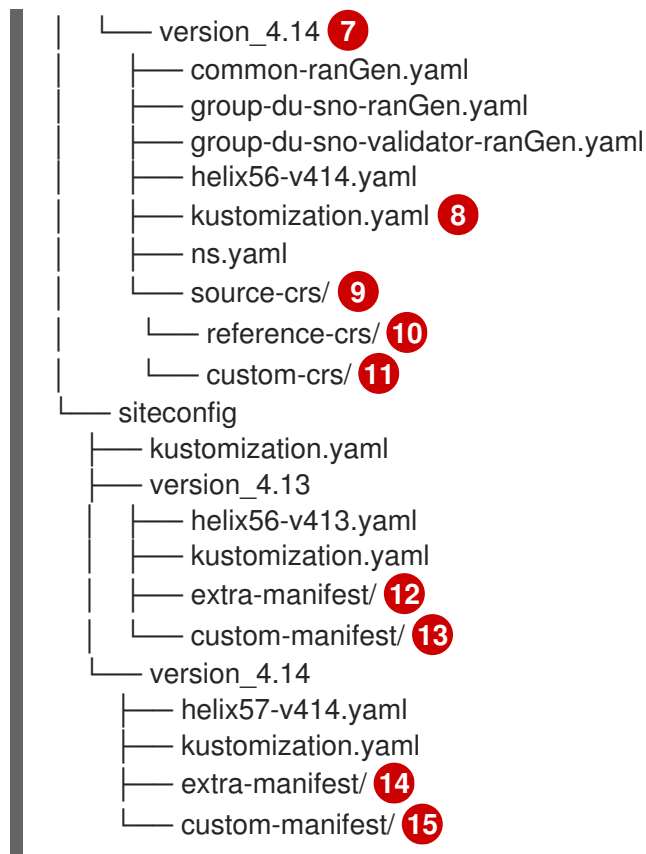 │   └── version_4.14 7
│       ├── common-ranGen.yaml
│       ├── group-du-sno-ranGen.yaml
│       ├── group-du-sno-validator-ranGen.yaml
│       ├── helix56-v414.yaml
│       ├── kustomization.yaml 8
│       ├── ns.yaml
│       └── source-crs/ 9
│        └── reference-crs/ 10
│        └── custom-crs/ 11
└── siteconfig
  ├── kustomization.yaml
  ├── version_4.13
  │   ├── helix56-v413.yaml
  │   ├── kustomization.yaml
  │   ├── extra-manifest/ 12
  │   └── custom-manifest/ 13
  └── version_4.14
    ├── helix57-v414.yaml
    ├── kustomization.yaml
    ├── extra-manifest/ 14
    └── custom-manifest/ 15